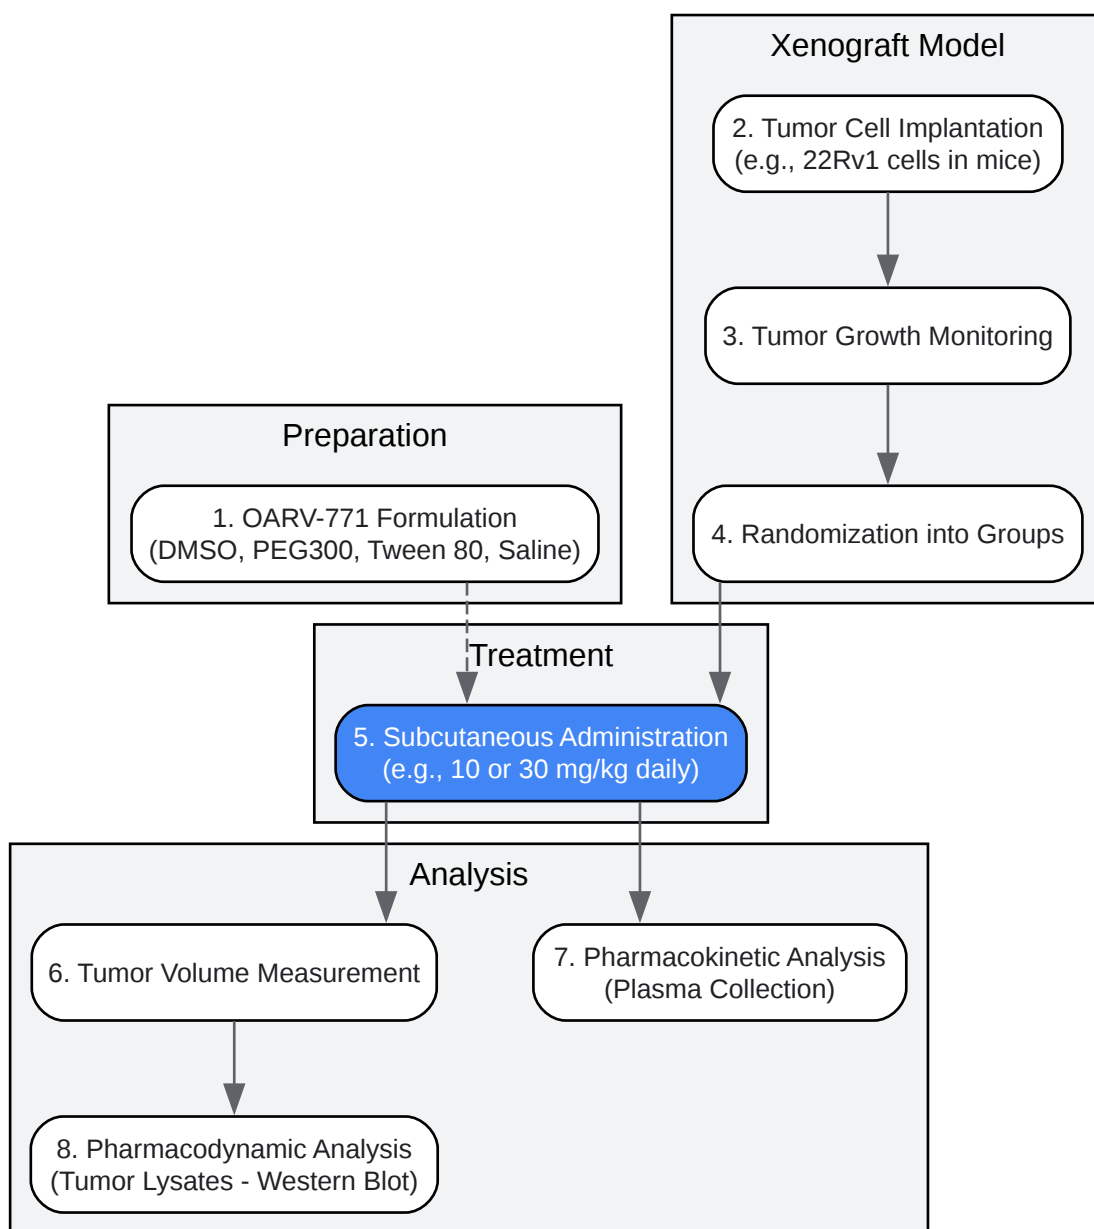 Xenograft Model
2. Tumor Cell Implantation
(e.g., 22Rv1 cells in mice)
3. Tumor Growth Monitoring
Preparation
1. OARV-771 Formulation
(DMSO, PEG300, Tween 80, Saline)
4. Randomization into Groups
Treatment
5. Subcutaneous Administration
(e.g., 10 or 30 mg/kg daily)
Analysis
6. Tumor Volume Measurement
7. Pharmacokinetic Analysis
(Plasma Collection)
8. Pharmacodynamic Analysis
(Tumor Lysates - Western Blot)